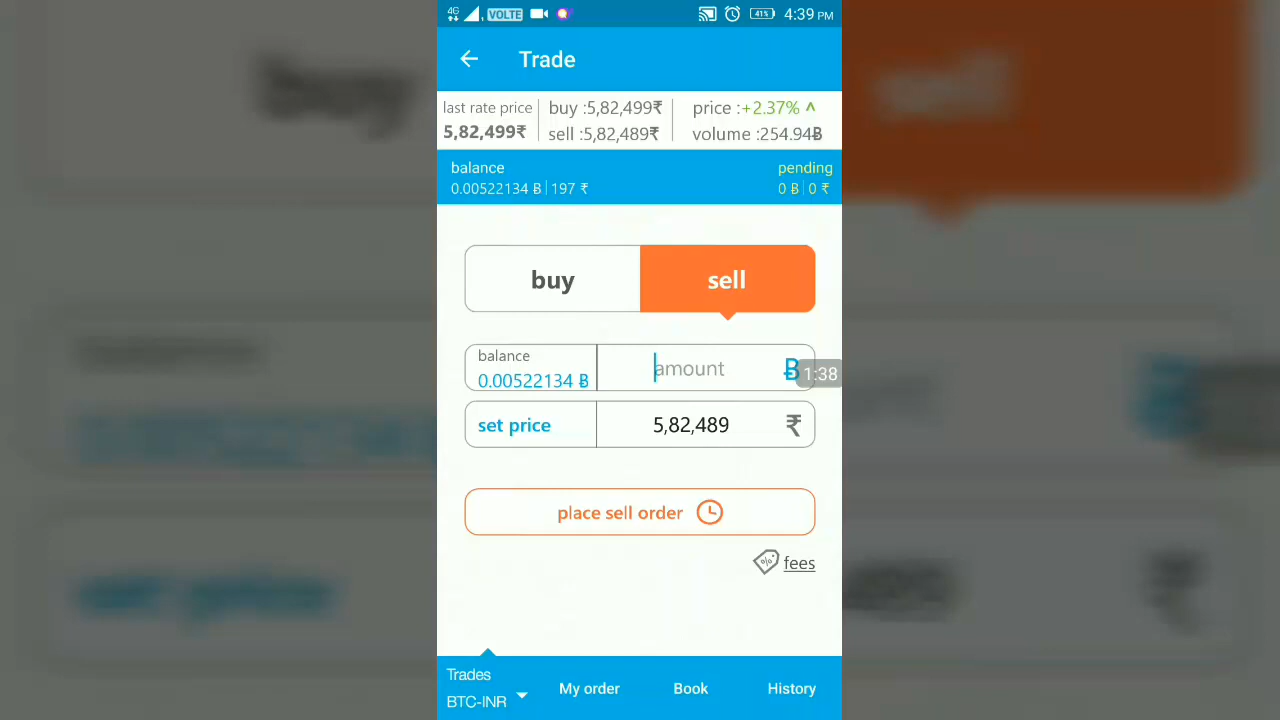 4G VOLTE 41% 4:39 PM
Trade
last rate price
5,82,499₹
buy :5,82,499₹
sell :5,82,489₹
price :+2.37% ^
volume :254.94Ƀ
balance
0.00522134 Ƀ | 197 ₹
pending
0 Ƀ | 0 ₹
buy
sell
balance
0.00522134 Ƀ
amount Ƀ
1:38
set price
5,82,489 ₹
place sell order
% fees
Trades
BTC-INR
My order
Book
History